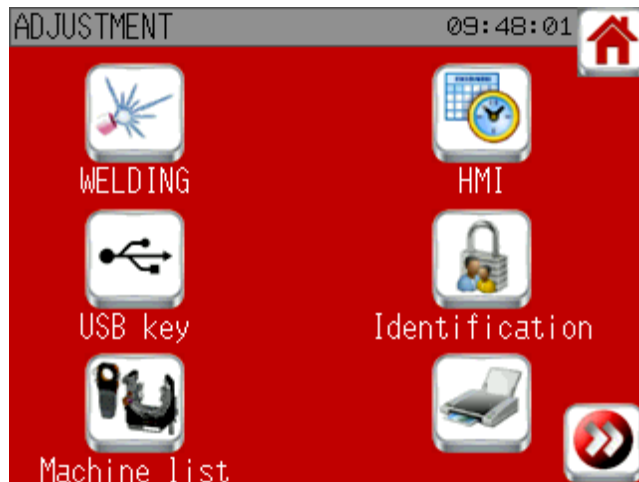 ADJUSTMENT 09:48:01
WELDING HMI
USB key Identification
Machine list